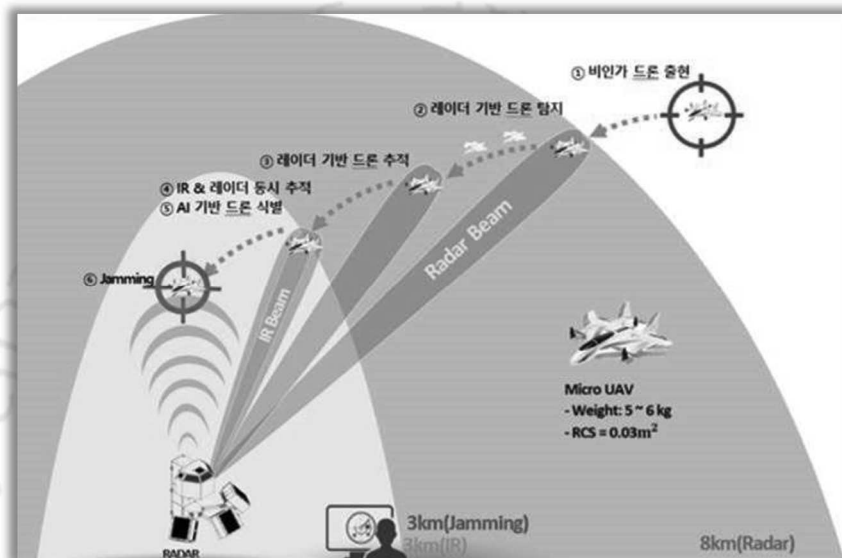 ① 비인가 드론 출현
② 레이더 기반 드론 탐지
③ 레이더 기반 드론 추적
④ IR & 레이더 동시 추적
⑤ AI 기반 드론 식별
⑥ Jamming
IR Beam
Radar Beam
Micro UAV
- Weight: 5 ~ 6 kg
- RCS = 0.03m²
RADAR
3km(Jamming)
3km(IR)
8km(Radar)